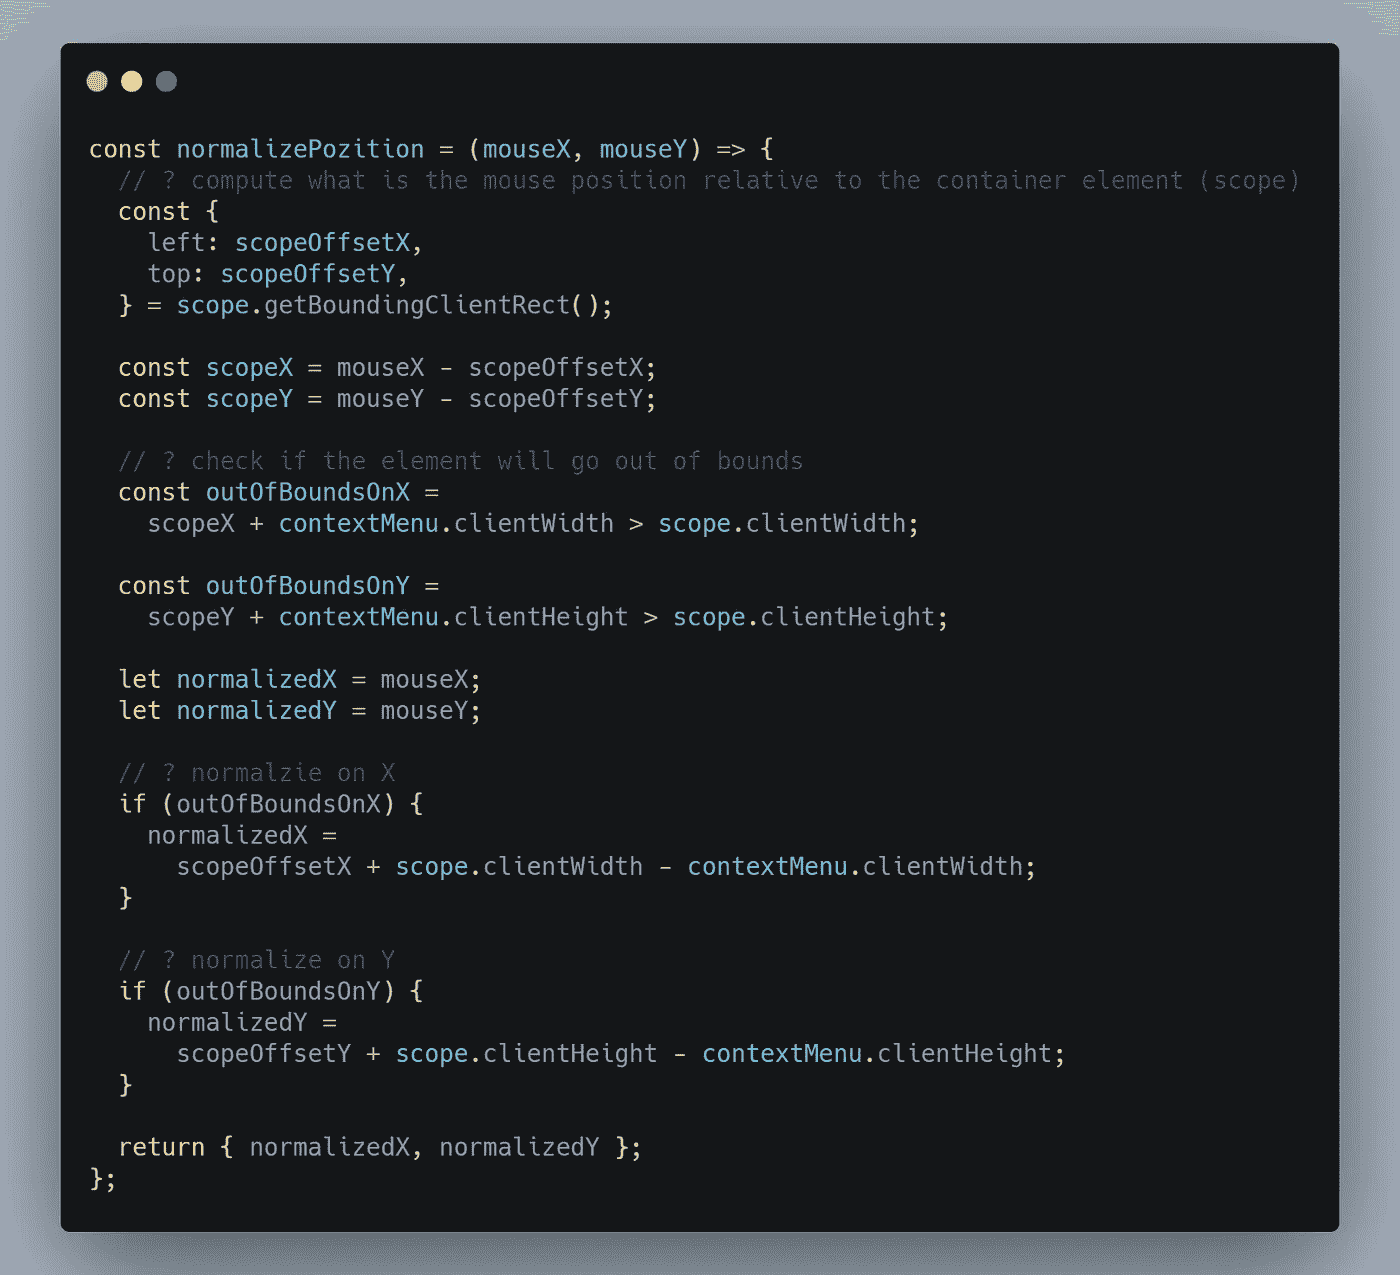 const normalizePozition = (mouseX, mouseY) => {
  // ? compute what is the mouse position relative to the container element (scope)
  const {
    left: scopeOffsetX,
    top: scopeOffsetY,
  } = scope.getBoundingClientRect();

  const scopeX = mouseX - scopeOffsetX;
  const scopeY = mouseY - scopeOffsetY;

  // ? check if the element will go out of bounds
  const outOfBoundsOnX =
    scopeX + contextMenu.clientWidth > scope.clientWidth;

  const outOfBoundsOnY =
    scopeY + contextMenu.clientHeight > scope.clientHeight;

  let normalizedX = mouseX;
  let normalizedY = mouseY;

  // ? normalzie on X
  if (outOfBoundsOnX) {
    normalizedX =
      scopeOffsetX + scope.clientWidth - contextMenu.clientWidth;
  }

  // ? normalize on Y
  if (outOfBoundsOnY) {
    normalizedY =
      scopeOffsetY + scope.clientHeight - contextMenu.clientHeight;
  }

  return { normalizedX, normalizedY };
};